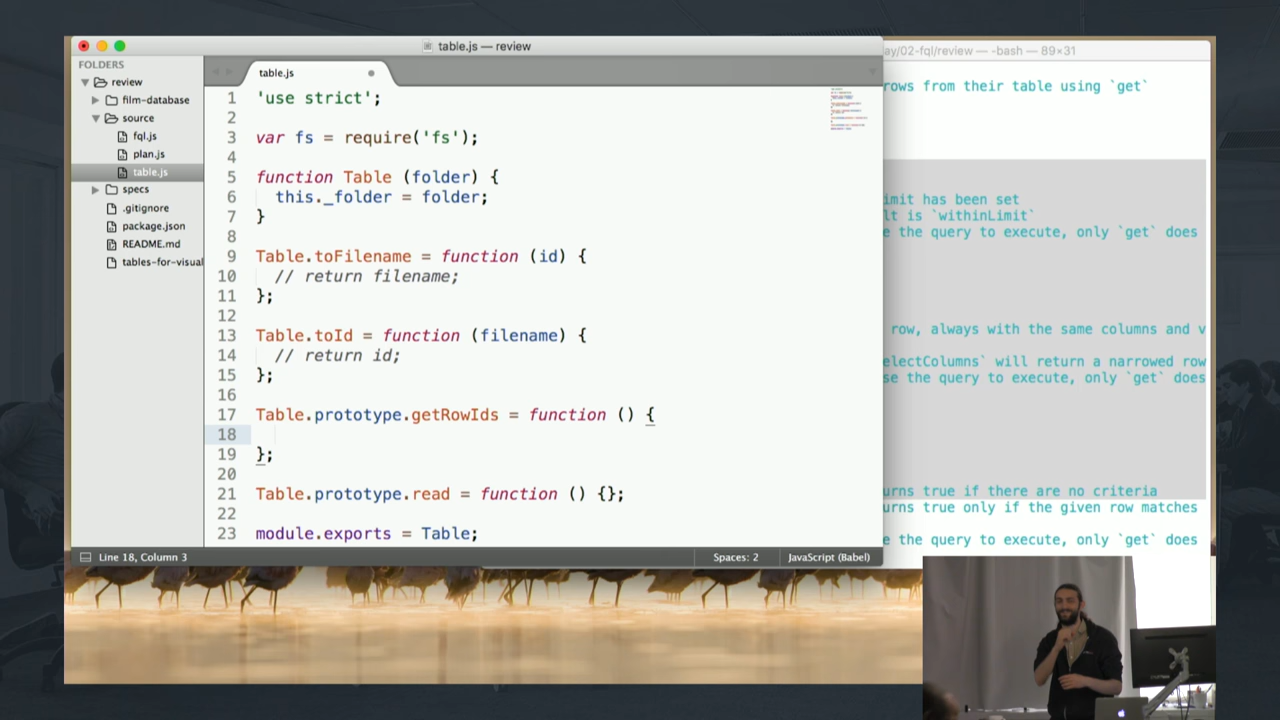 table.js — review
FOLDERS
review
film-database
source
fql.js
plan.js
table.js
specs
.gitignore
package.json
README.md
tables-for-visual
table.js
1 'use strict';
2
3 var fs = require('fs');
4
5 function Table (folder) {
6 this._folder = folder;
7 }
8
9 Table.toFilename = function (id) {
10 // return filename;
11 };
12
13 Table.toId = function (filename) {
14 // return id;
15 };
16
17 Table.prototype.getRowIds = function () {
18
19 };
20
21 Table.prototype.read = function () {};
22
23 module.exports = Table;
Line 18, Column 3
Spaces: 2
JavaScript (Babel)
ay/02-fql/review — -bash — 89×31
rows from their table using `get`
imit has been set
lt is `withinLimit`
e the query to execute, only `get` does
row, always with the same columns and v
electColumns` will return a narrowed row
se the query to execute, only `get` does
urns true if there are no criteria
urns true only if the given row matches
e the query to execute, only `get` does